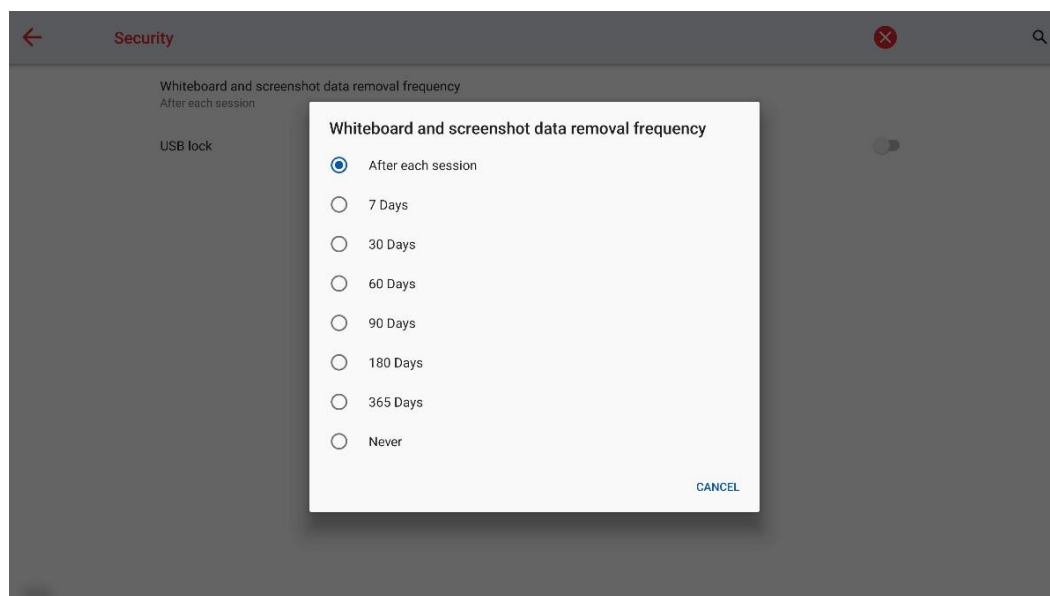 Security
Whiteboard and screenshot data removal frequency
After each session
USB lock
Whiteboard and screenshot data removal frequency
After each session
7 Days
30 Days
60 Days
90 Days
180 Days
365 Days
Never
CANCEL